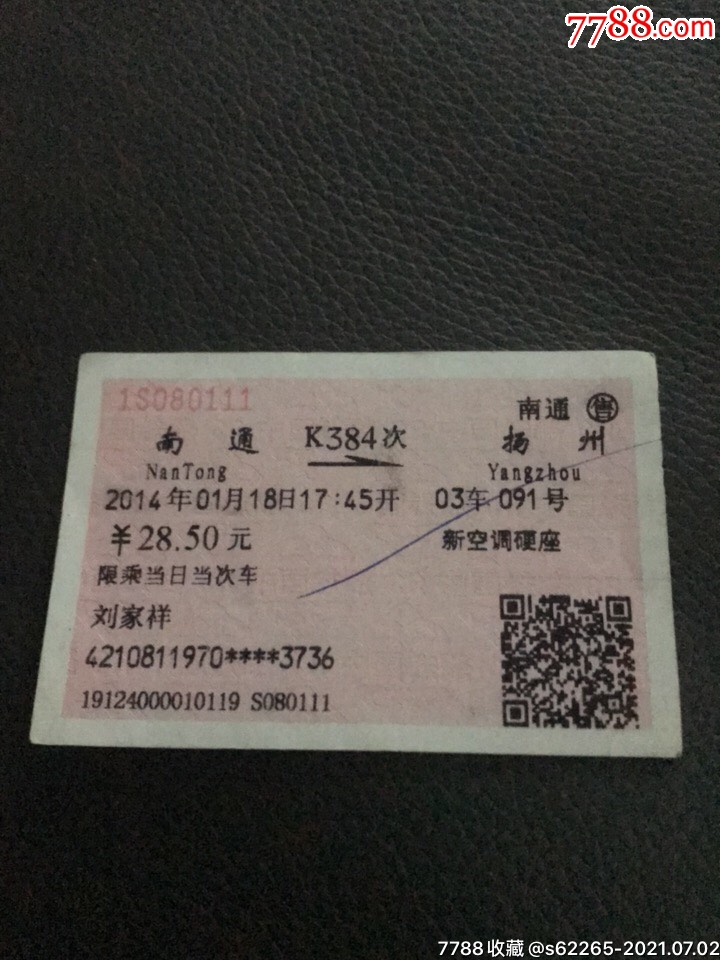 7788.com
1S080111
南通 售
南通 K384次 扬州
NanTong Yangzhou
2014年01月18日17:45开 03车091号
￥28.50元 新空调硬座
限乘当日当次车
刘家祥
4210811970****3736
19124000010119 S080111
7788收藏@s62265-2021.07.02